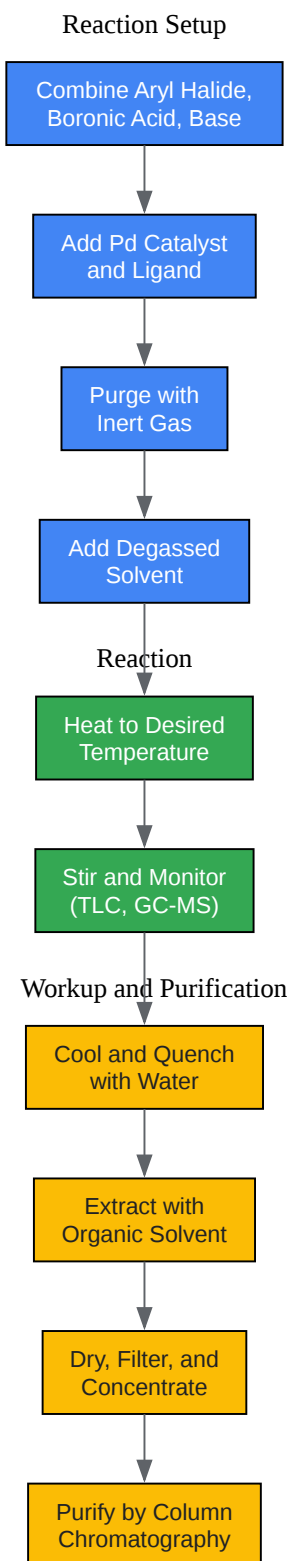 Reaction Setup
Combine Aryl Halide,
Boronic Acid, Base
Add Pd Catalyst
and Ligand
Purge with
Inert Gas
Add Degassed
Solvent
Reaction
Heat to Desired
Temperature
Stir and Monitor
(TLC, GC-MS)
Workup and Purification
Cool and Quench
with Water
Extract with
Organic Solvent
Dry, Filter, and
Concentrate
Purify by Column
Chromatography